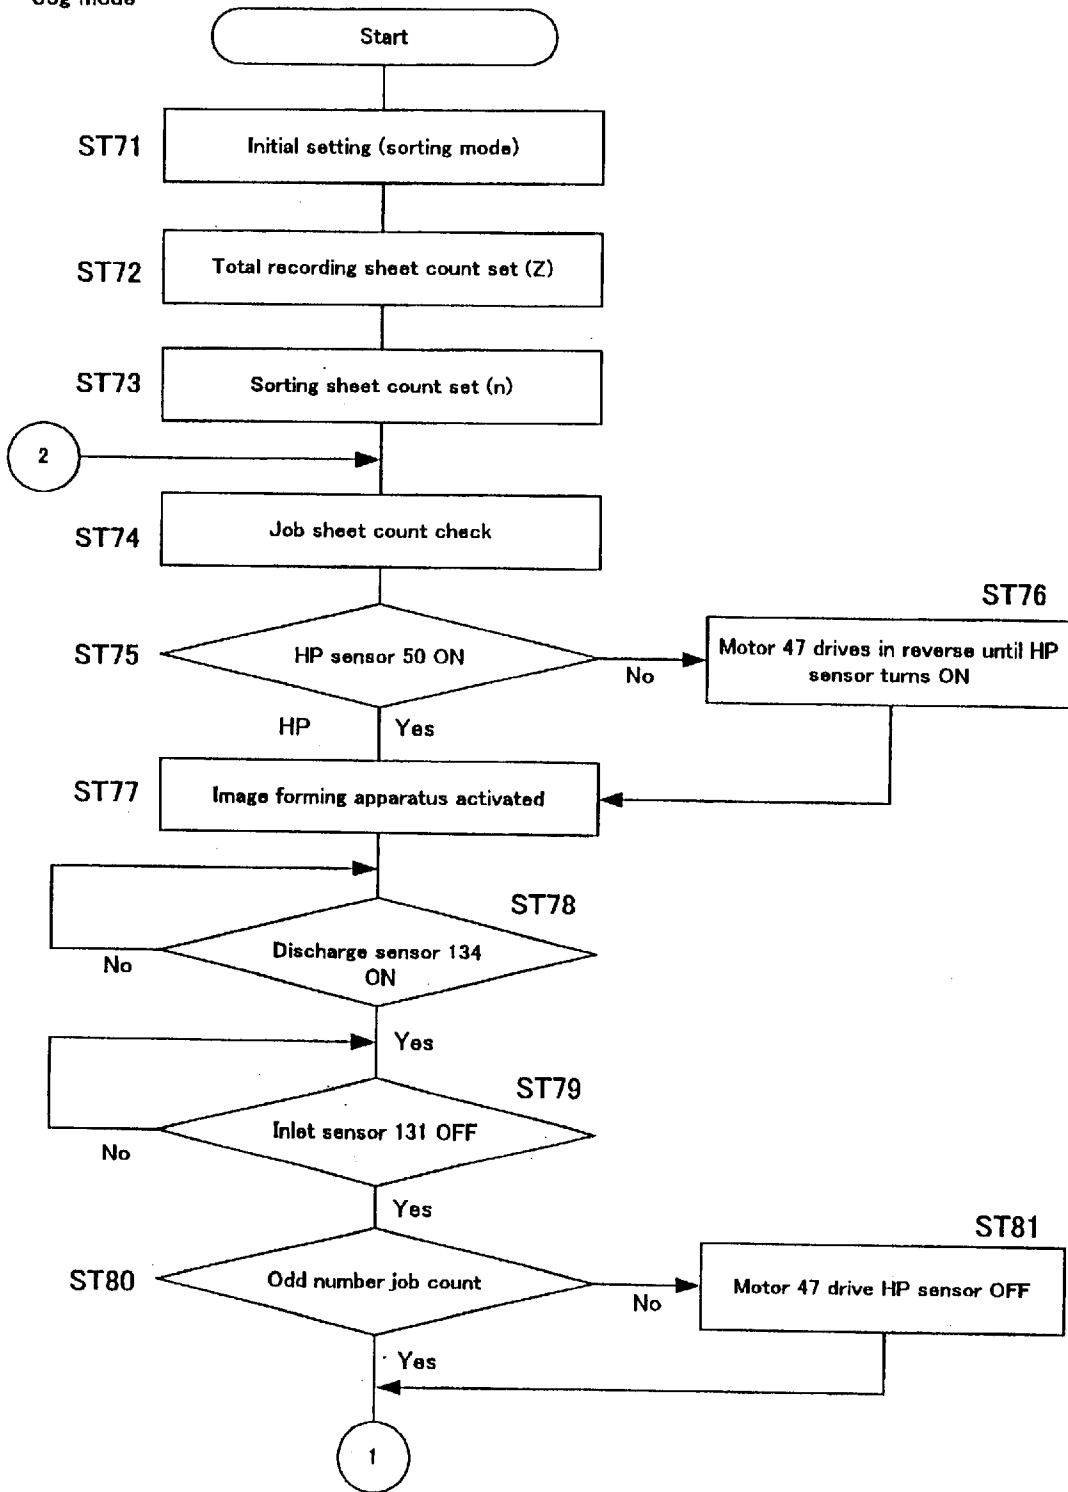 Start
ST71
Initial setting (sorting mode)
ST72
Total recording sheet count set (Z)
ST73
Sorting sheet count set (n)
2
ST74
Job sheet count check
ST75
HP sensor 50 ON
No
ST76
Motor 47 drives in reverse until HP
sensor turns ON
HP
Yes
ST77
Image forming apparatus activated
ST78
Discharge sensor 134
ON
No
Yes
ST79
Inlet sensor 131 OFF
No
Yes
ST80
Odd number job count
No
ST81
Motor 47 drive HP sensor OFF
Yes
1